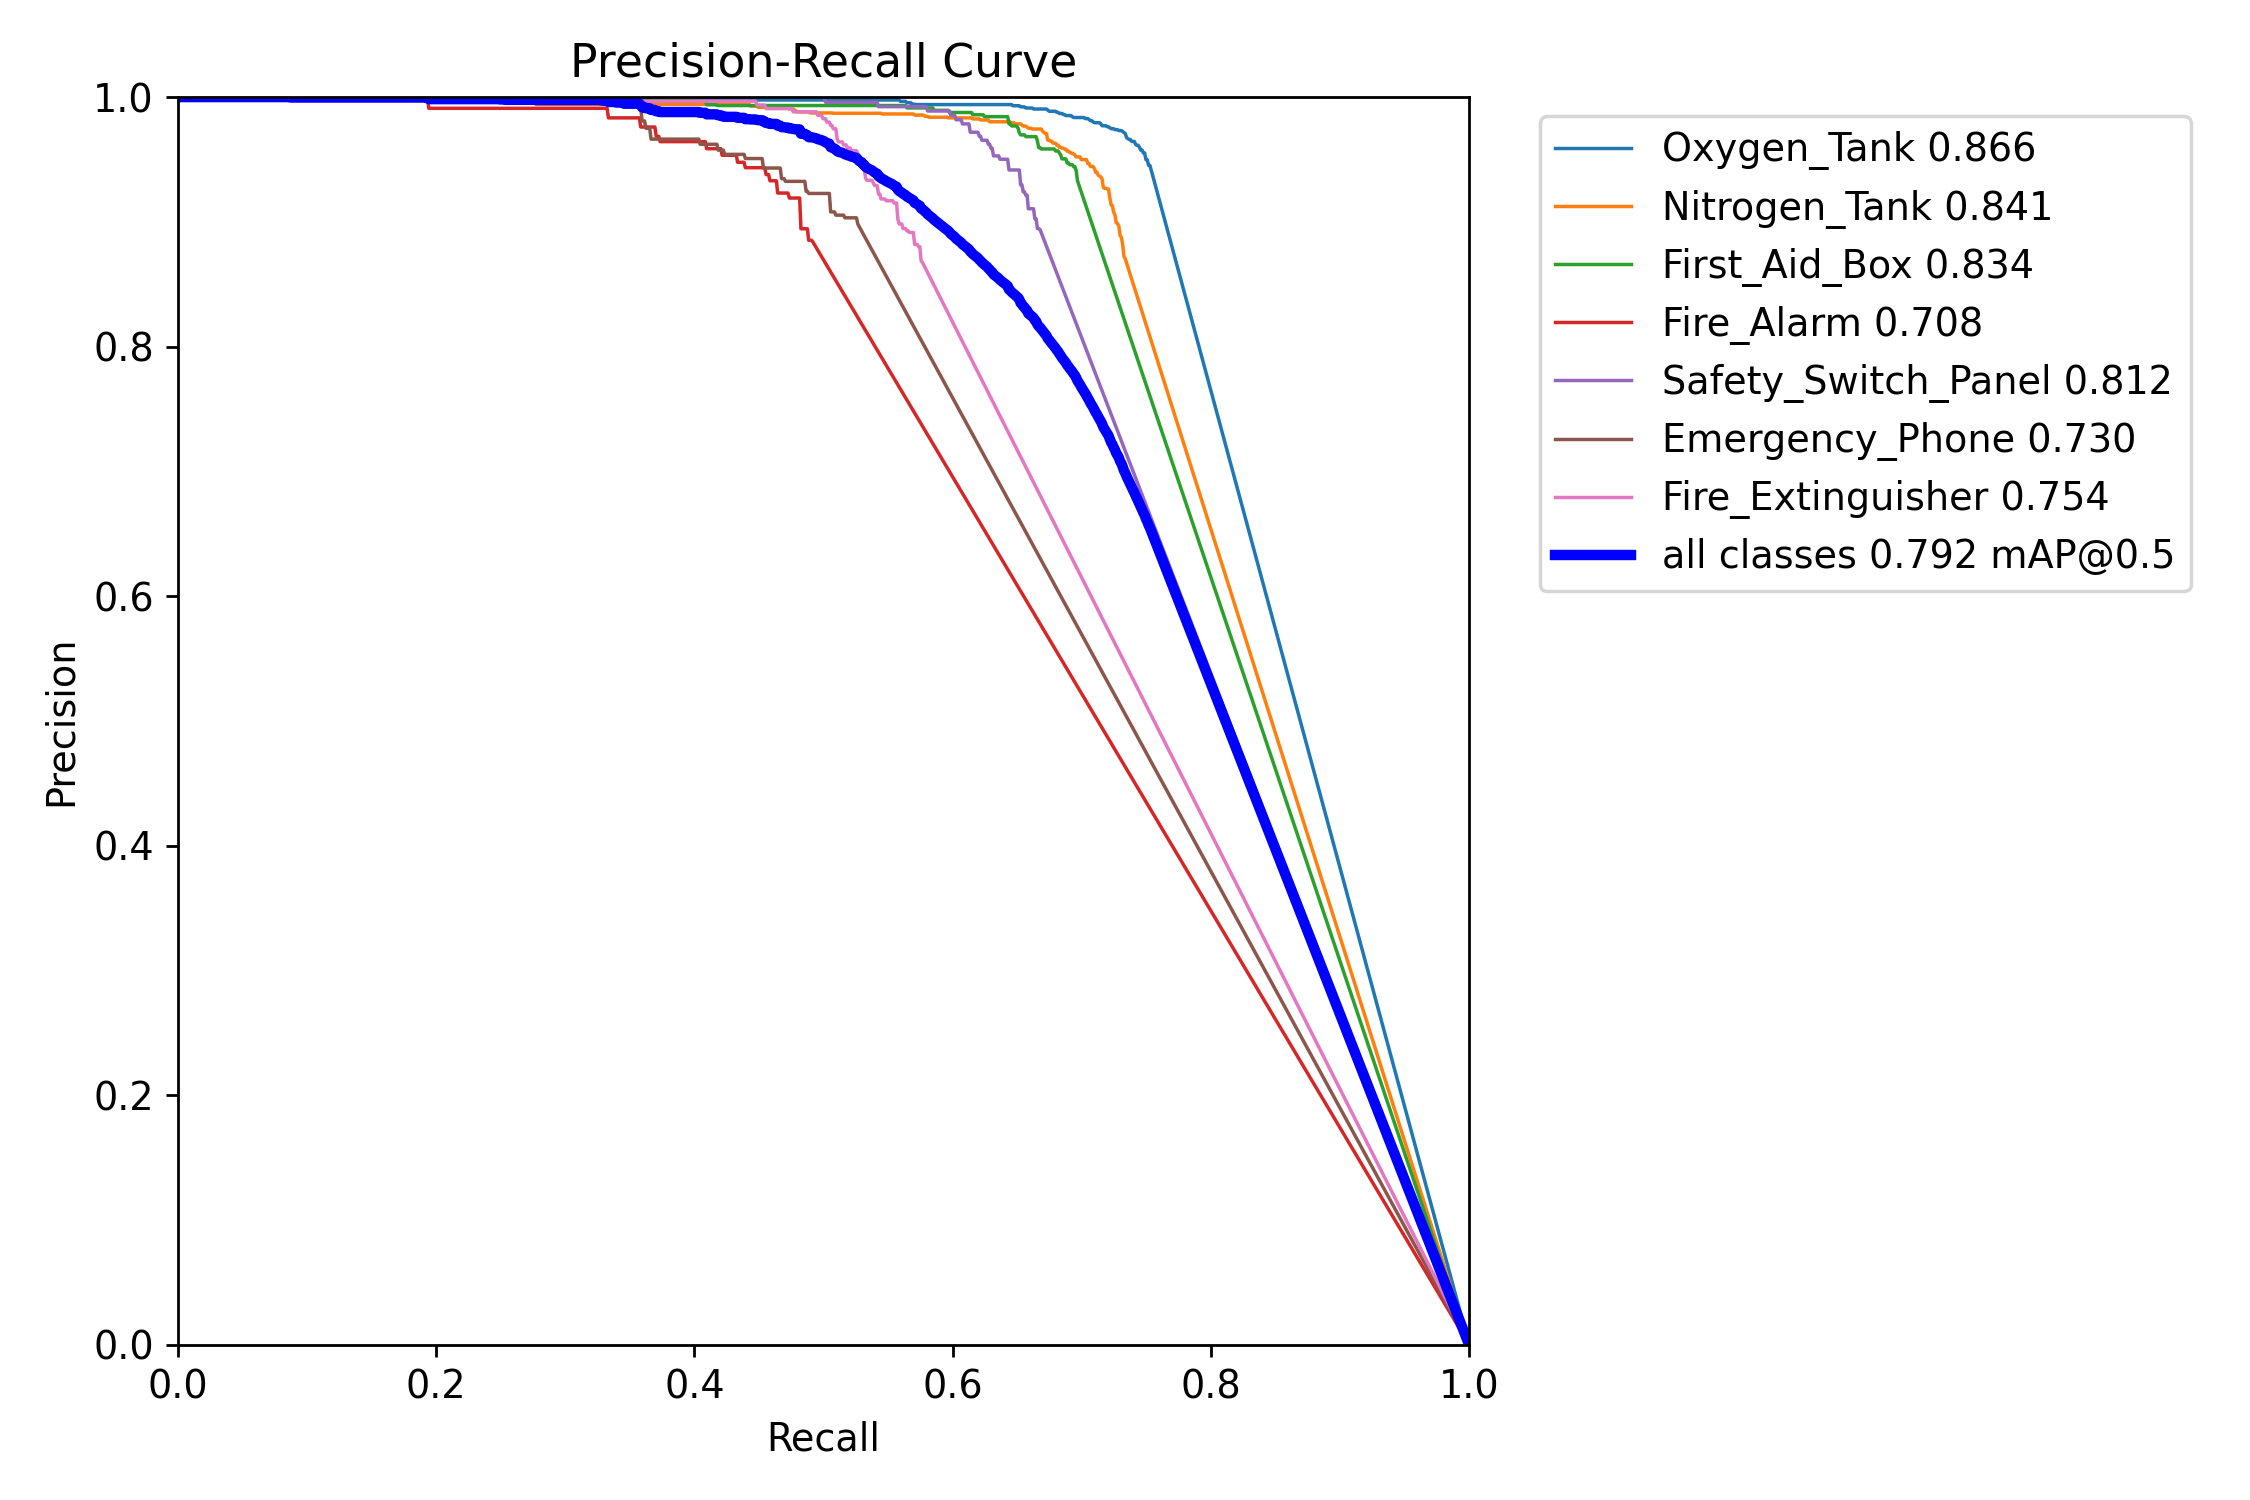 Precision-Recall Curve
1.0
0.8
0.6
0.4
0.2
0.0
Precision
0.0 0.2 0.4 0.6 0.8 1.0
Recall
Oxygen_Tank 0.866
Nitrogen_Tank 0.841
First_Aid_Box 0.834
Fire_Alarm 0.708
Safety_Switch_Panel 0.812
Emergency_Phone 0.730
Fire_Extinguisher 0.754
all classes 0.792 mAP@0.5